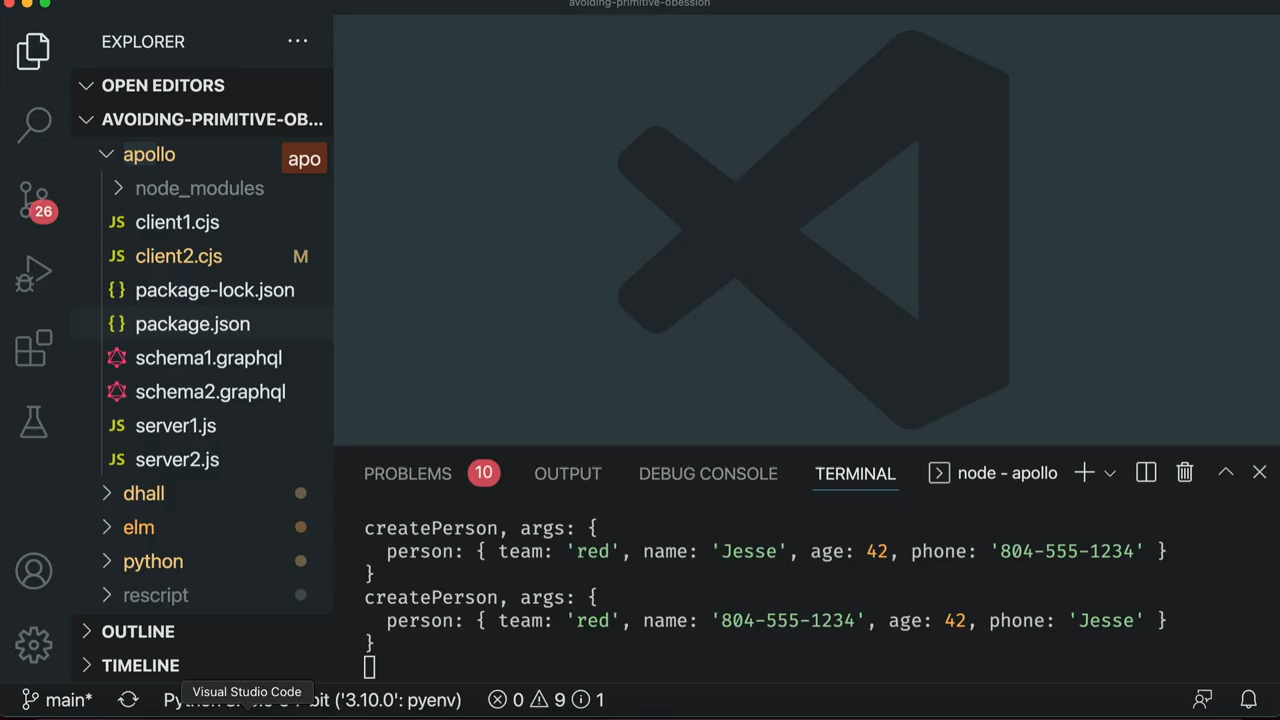 avoiding-primitive-obession
EXPLORER
OPEN EDITORS
AVOIDING-PRIMITIVE-OB...
apollo
apo
node_modules
JS client1.cjs
JS client2.cjs M
{} package-lock.json
{} package.json
schema1.graphql
schema2.graphql
JS server1.js
JS server2.js
dhall
elm
python
rescript
OUTLINE
TIMELINE
26
PROBLEMS 10 OUTPUT DEBUG CONSOLE TERMINAL node - apollo
createPerson, args: {
person: { team: 'red', name: 'Jesse', age: 42, phone: '804-555-1234' }
}
createPerson, args: {
person: { team: 'red', name: '804-555-1234', age: 42, phone: 'Jesse' }
}
Visual Studio Code
main* bit ('3.10.0': pyenv) 0 9 1